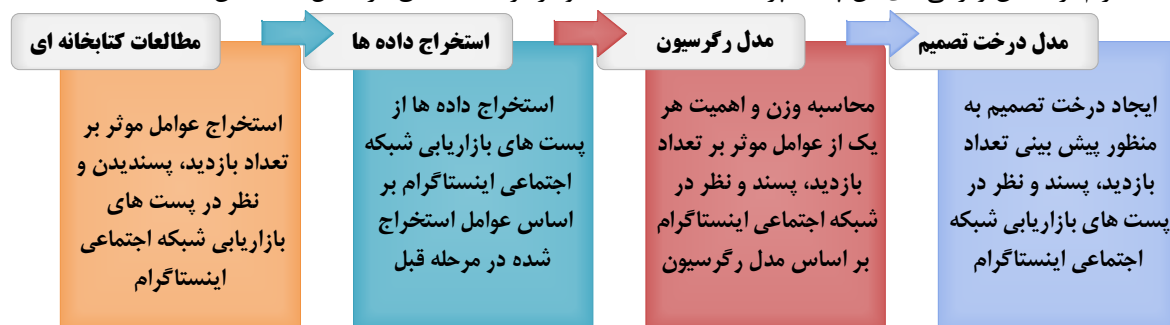 مطالعات کتابخانه ای
استخراج عوامل موثر بر
تعداد بازدید، پسندیدن و
نظر در پست های
بازاریابی شبکه اجتماعی
اینستاگرام
استخراج داده ها
استخراج داده ها از
پست های بازاریابی شبکه
اجتماعی اینستاگرام بر
اساس عوامل استخراج
شده در مرحله قبل
مدل رگرسیون
محاسبه وزن و اهمیت هر
یک از عوامل موثر بر تعداد
بازدید، پسند و نظر در
شبکه اجتماعی اینستاگرام
بر اساس مدل رگرسیون
مدل درخت تصمیم
ایجاد درخت تصمیم به
منظور پیش بینی تعداد
بازدید، پسند و نظر در
پست های بازاریابی شبکه
اجتماعی اینستاگرام